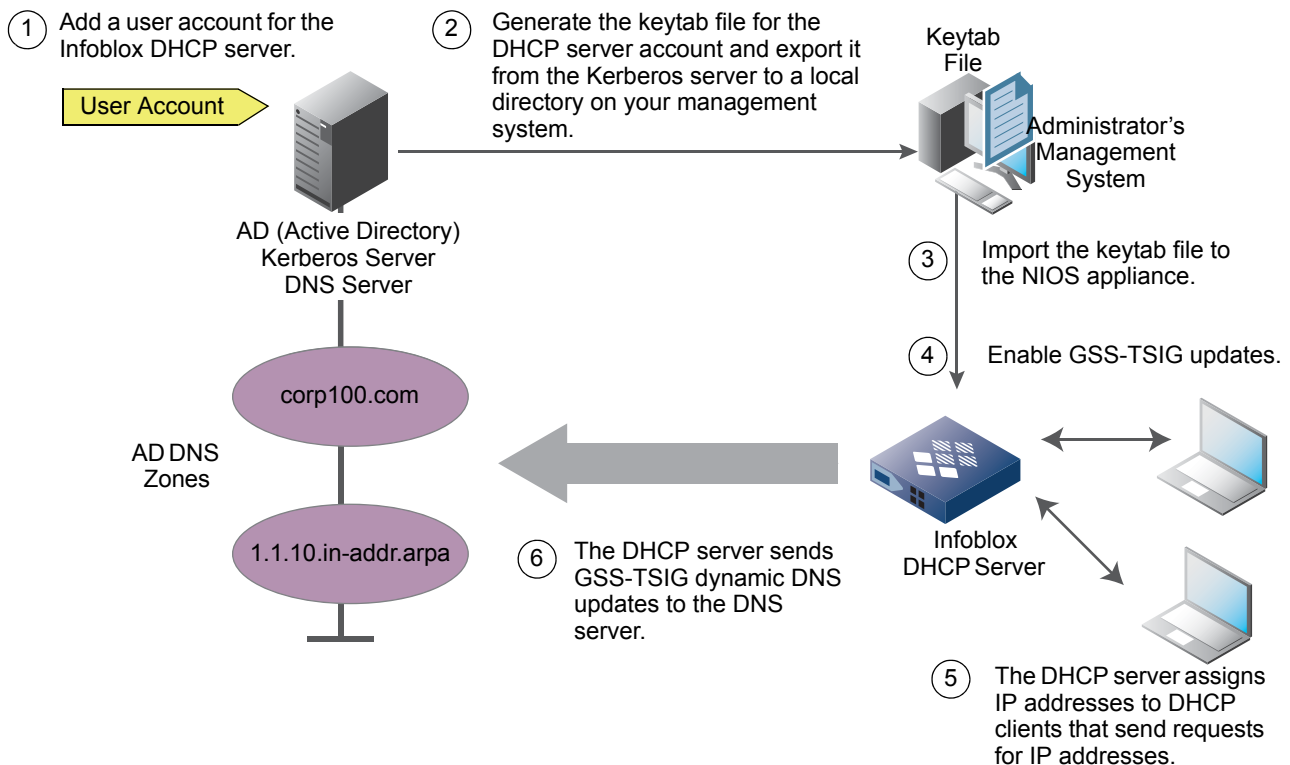 1
Add a user account for the
Infoblox DHCP server.
User Account
2
Generate the keytab file for the
DHCP server account and export it
from the Kerberos server to a local
directory on your management
system.
Keytab
File
Administrator's
Management
System
AD (Active Directory)
Kerberos Server
DNS Server
3
Import the keytab file to
the NIOS appliance.
4
Enable GSS-TSIG updates.
corp100.com
AD DNS
Zones
1.1.10.in-addr.arpa
Infoblox
DHCP Server
6
The DHCP server sends
GSS-TSIG dynamic DNS
updates to the DNS
server.
5
The DHCP server assigns
IP addresses to DHCP
clients that send requests
for IP addresses.